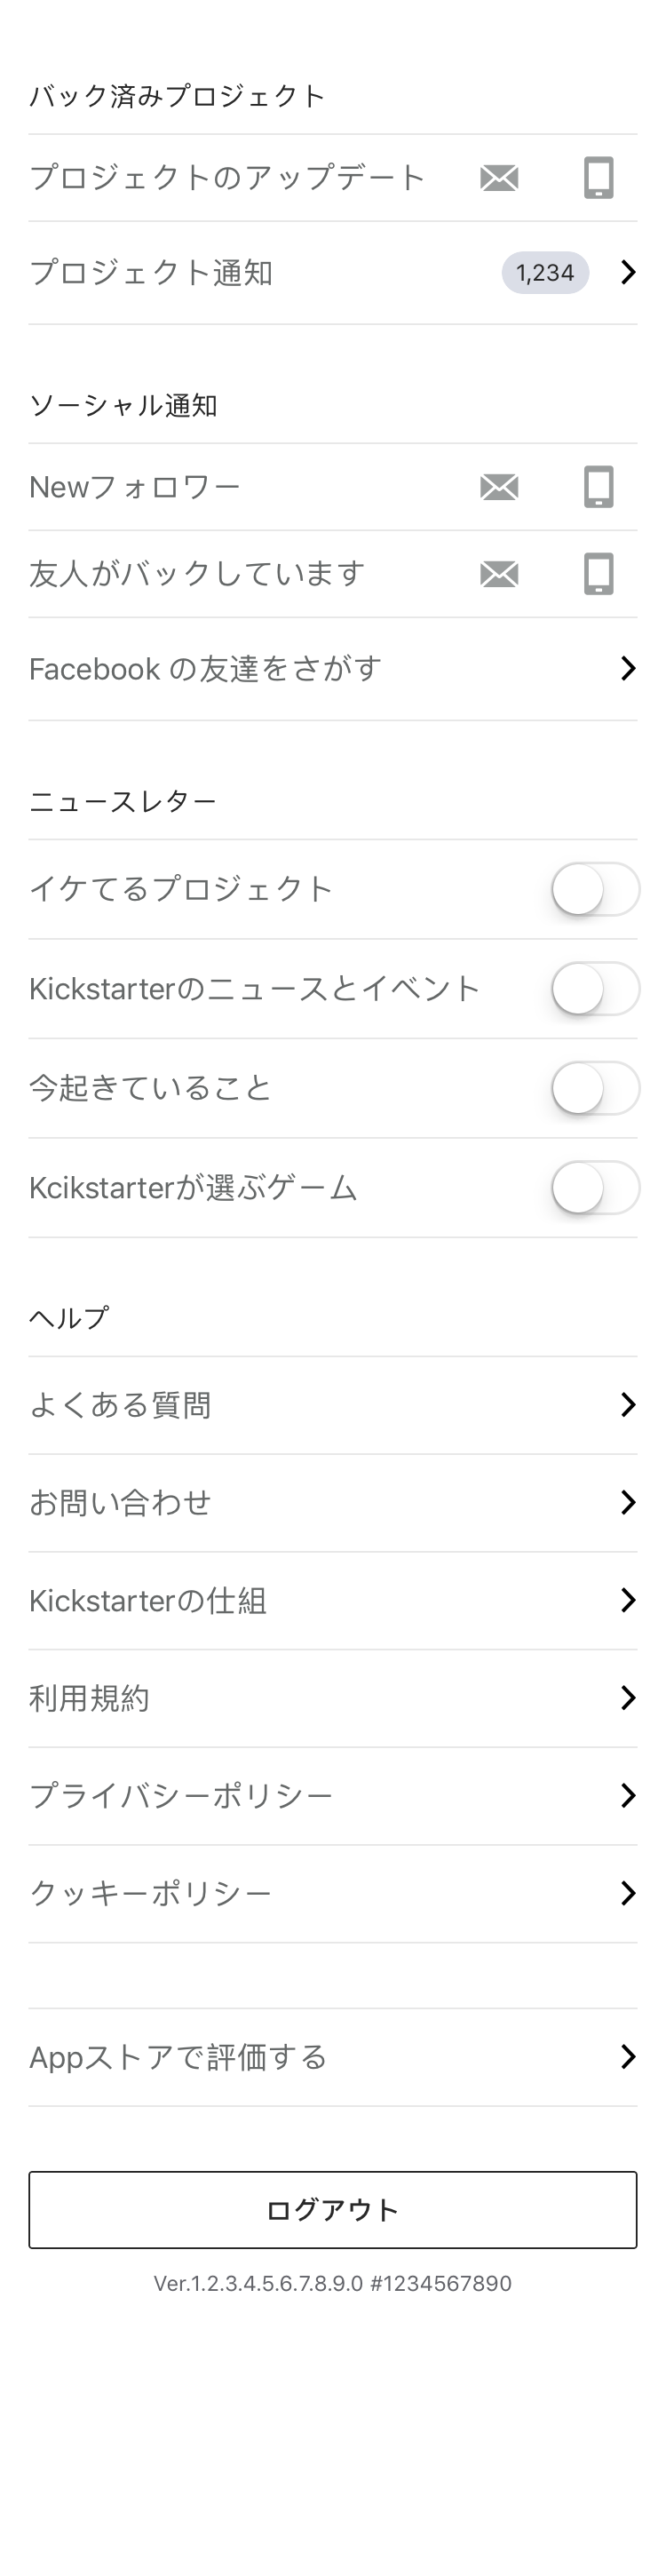 バック済みプロジェクト
プロジェクトのアップデート
プロジェクト通知 1,234
ソーシャル通知
Newフォロワー
友人がバックしています
Facebook の友達をさがす
ニュースレター
イケてるプロジェクト
Kickstarterのニュースとイベント
今起きていること
Kcikstarterが選ぶゲーム
ヘルプ
よくある質問
お問い合わせ
Kickstarterの仕組
利用規約
プライバシーポリシー
クッキーポリシー
Appストアで評価する
ログアウト
Ver.1.2.3.4.5.6.7.8.9.0 #1234567890